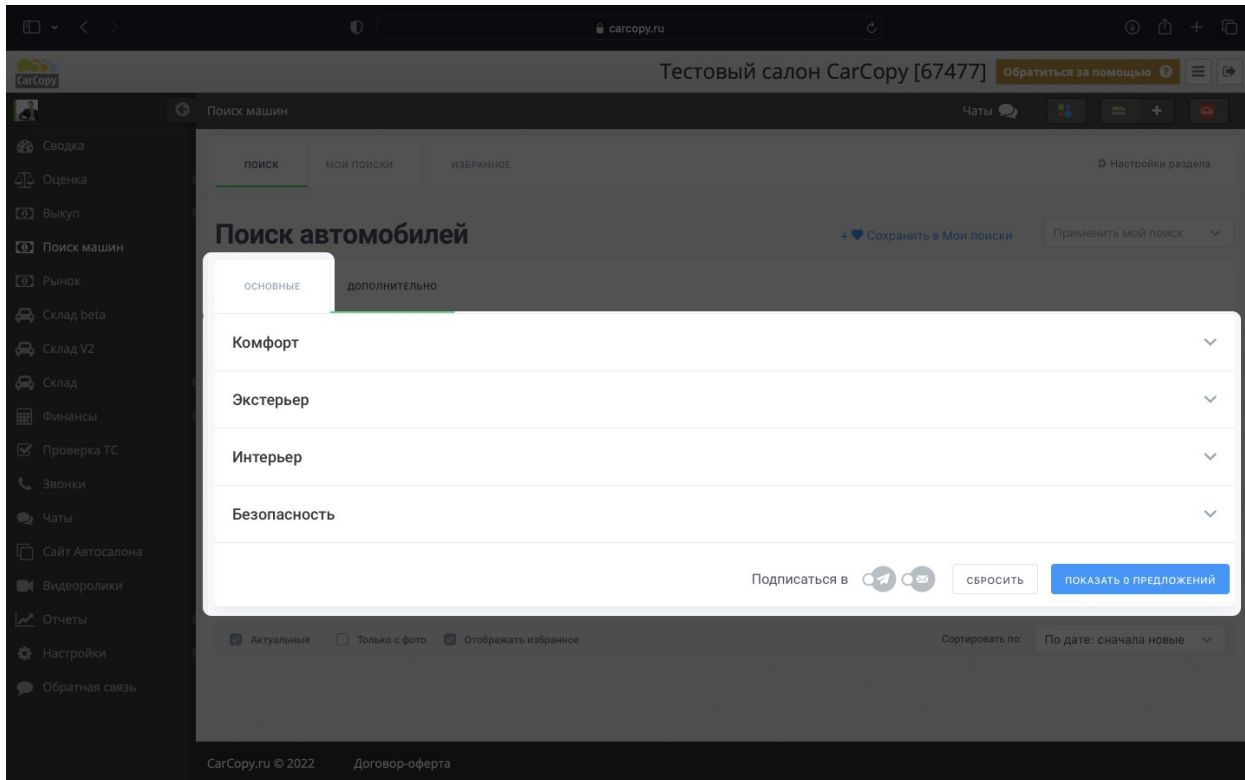 carcopy.ru
CarCopy
Тестовый салон CarCopy [67477]
Обратиться за помощью
Поиск машин
Чаты
Сводка
Оценка
Выкуп
Поиск машин
Рынок
Склад beta
Склад V2
Склад
Финансы
Проверка ТС
Звонки
Чаты
Сайт Автосалона
Видеоролики
Отчеты
Настройки
Обратная связь
ПОИСК МОИ ПОИСКИ ИЗБРАННОЕ
Настройки раздела
Поиск автомобилей
+ Сохранить в Мои поиски
Применить мой поиск
ОСНОВНЫЕ ДОПОЛНИТЕЛЬНО
Комфорт
Экстерьер
Интерьер
Безопасность
Подписаться в
СБРОСИТЬ
ПОКАЗАТЬ 0 ПРЕДЛОЖЕНИЙ
Актуальные Только с фото Отображать избранное
Сортировать по: По дате: сначала новые
CarCopy.ru © 2022 Договор-оферта